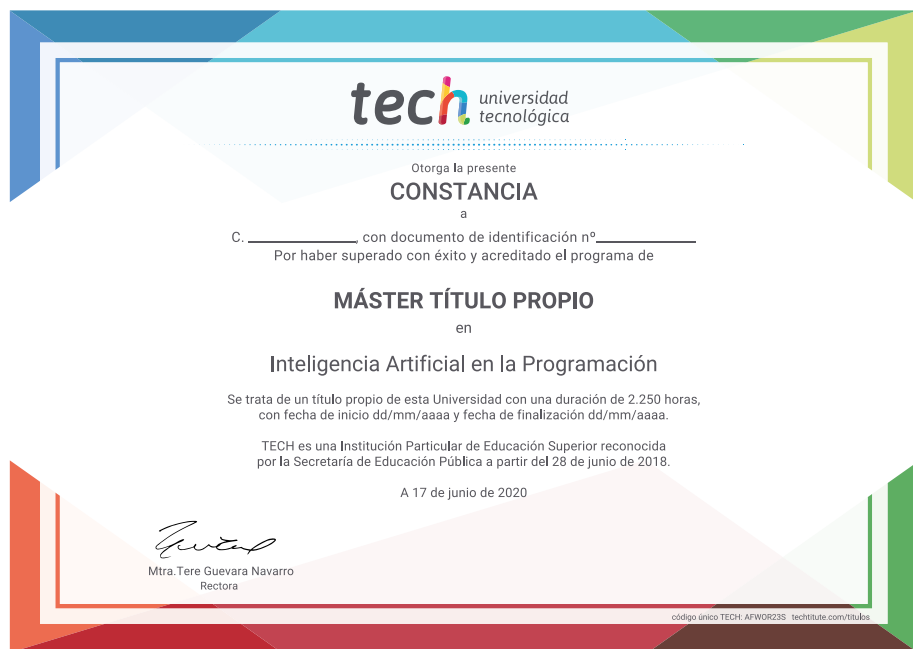 tech universidad
tecnológica
Otorga la presente
CONSTANCIA
a
C. ____________, con documento de identificación nº____________
Por haber superado con éxito y acreditado el programa de
MÁSTER TÍTULO PROPIO
en
Inteligencia Artificial en la Programación
Se trata de un título propio de esta Universidad con una duración de 2.250 horas,
con fecha de inicio dd/mm/aaaa y fecha de finalización dd/mm/aaaa.
TECH es una Institución Particular de Educación Superior reconocida
por la Secretaría de Educación Pública a partir del 28 de junio de 2018.
A 17 de junio de 2020
Mtra.Tere Guevara Navarro
Rectora
código único TECH: AFWOR23S techtitute.com/titulos